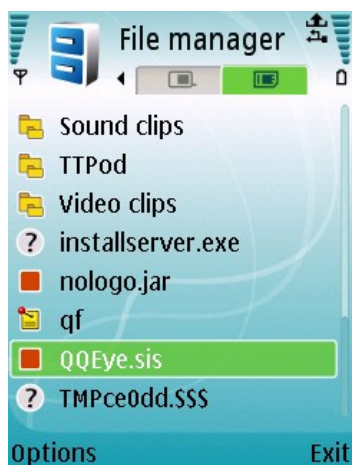 File manager
Sound clips
TTPod
Video clips
installserver.exe
nologo.jar
qf
QQEye.sis
TMPce0dd.$$$
Options Exit